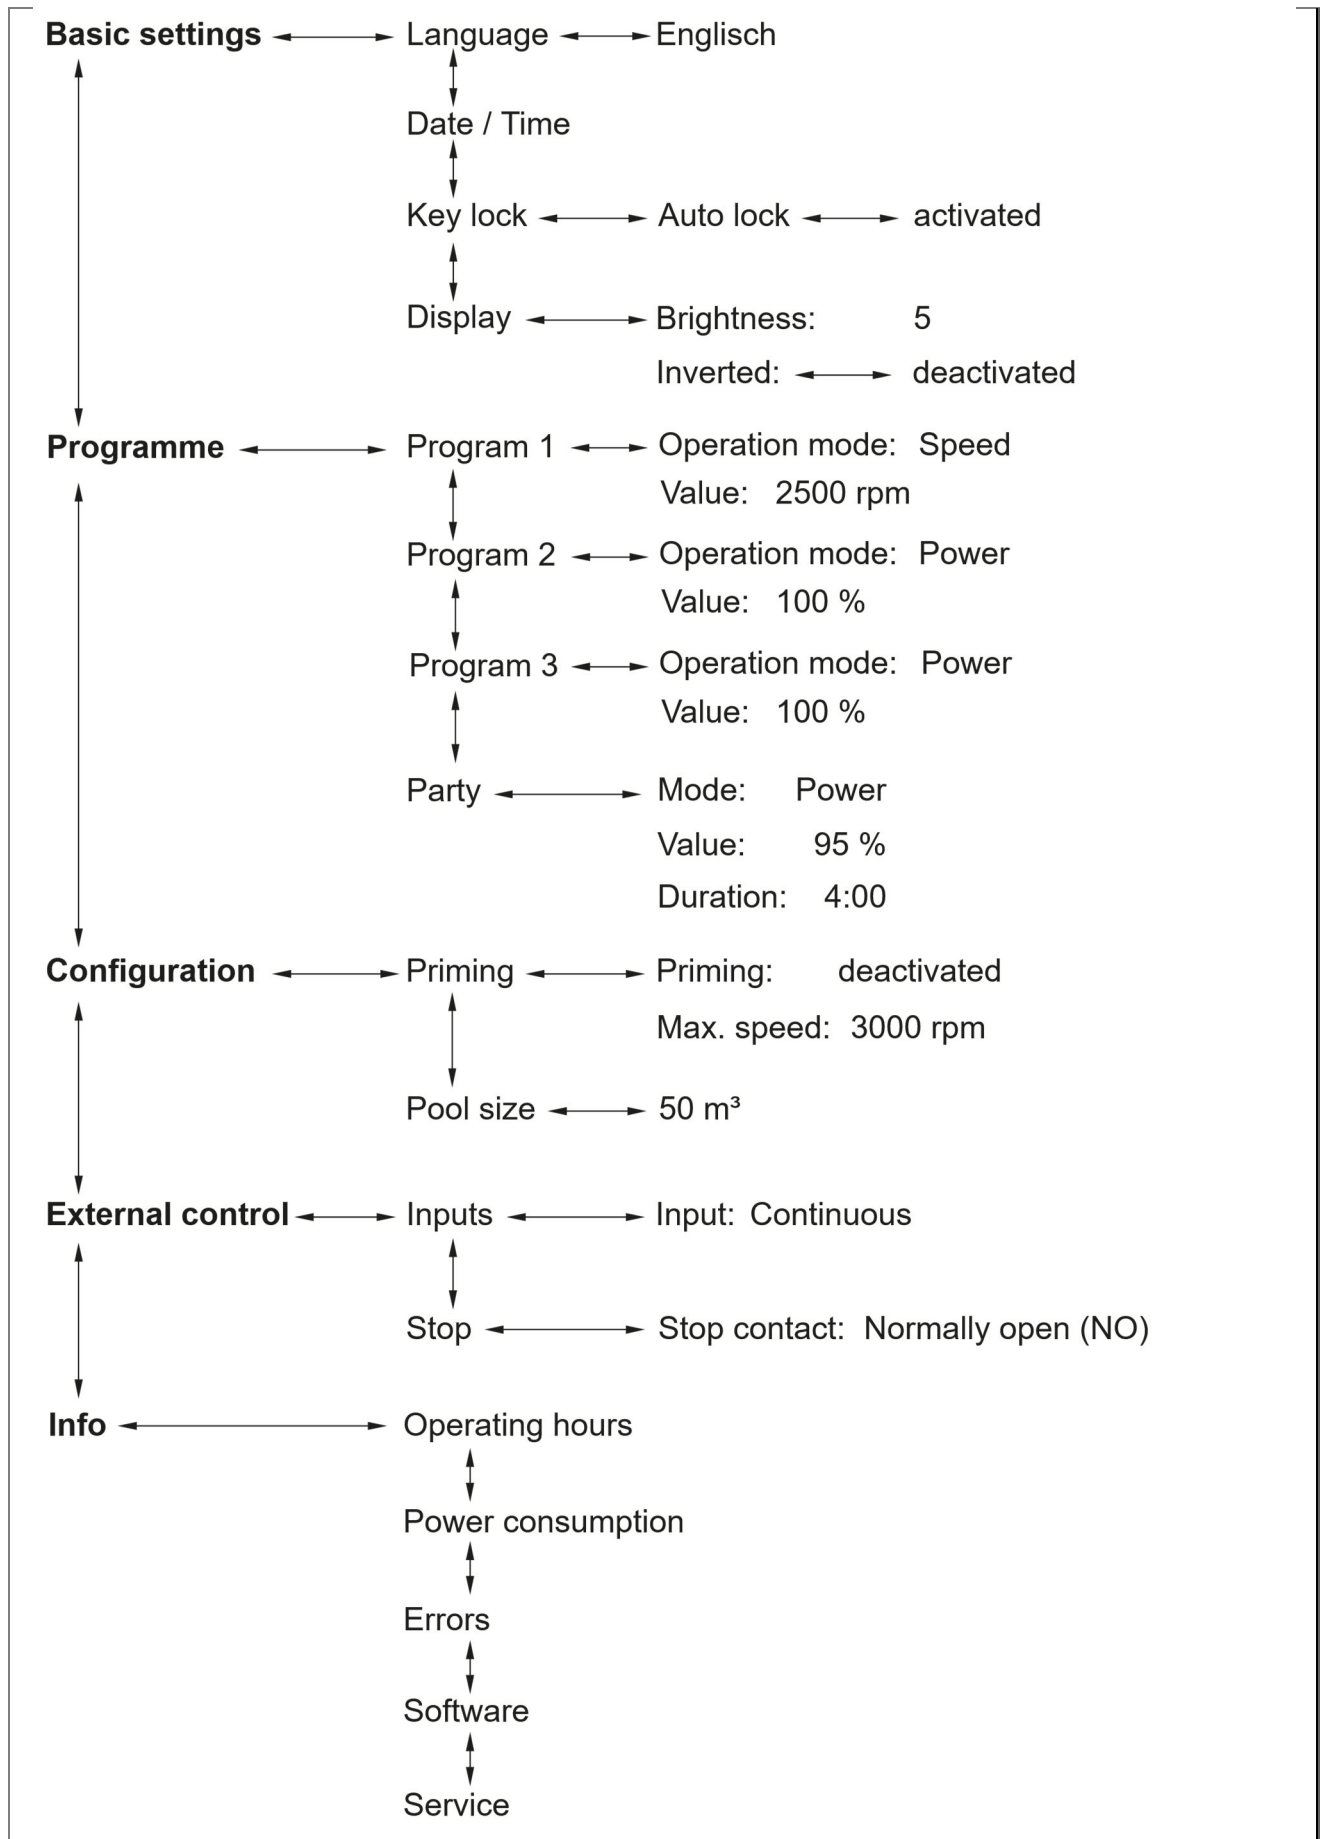 Basic settings Language Englisch
Date / Time
Key lock Auto lock activated
Display Brightness: 5
Inverted: deactivated
Programme Program 1 Operation mode: Speed
Value: 2500 rpm
Program 2 Operation mode: Power
Value: 100 %
Program 3 Operation mode: Power
Value: 100 %
Party Mode: Power
Value: 95 %
Duration: 4:00
Configuration Priming Priming: deactivated
Max. speed: 3000 rpm
Pool size 50 m³
External control Inputs Input: Continuous
Stop Stop contact: Normally open (NO)
Info Operating hours
Power consumption
Errors
Software
Service